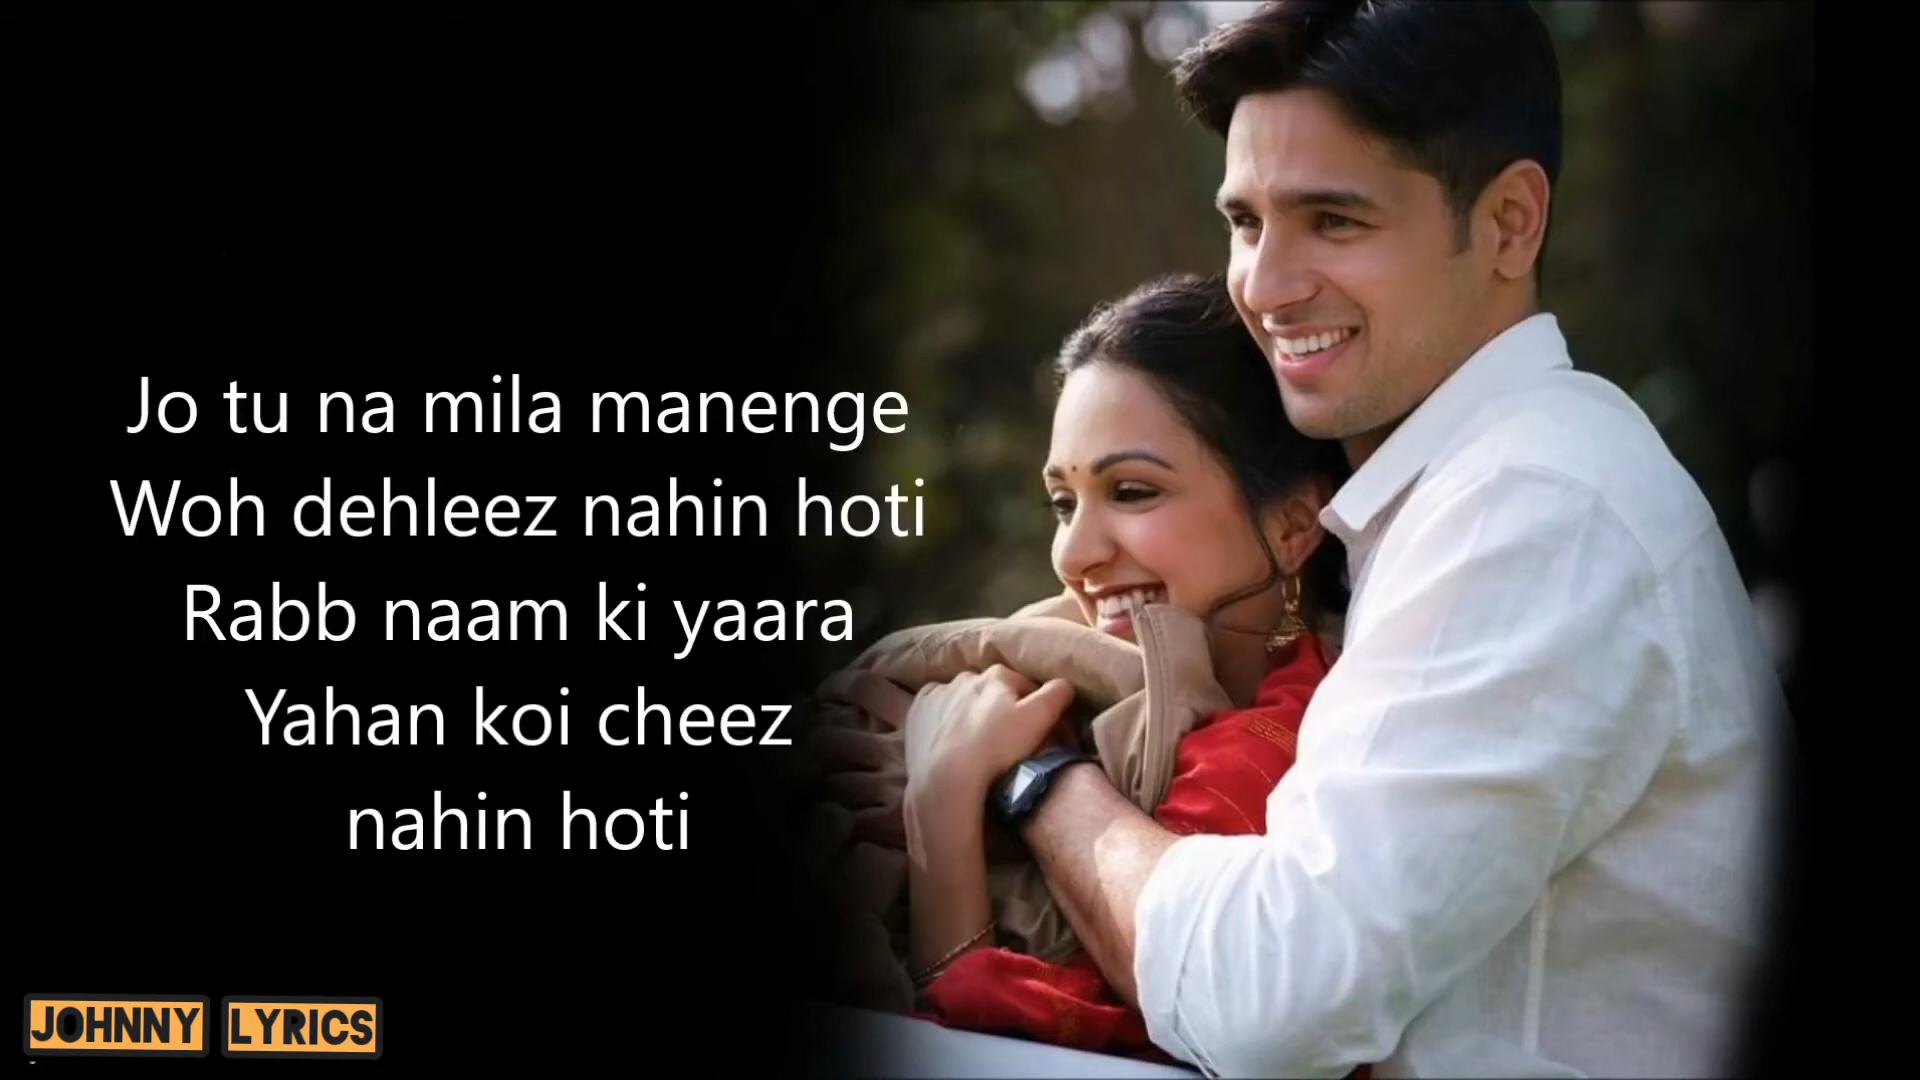 Jo tu na mila manenge
Woh dehleez nahin hoti
Rabb naam ki yaara
Yahan koi cheez
nahin hoti
JOHNNY LYRICS